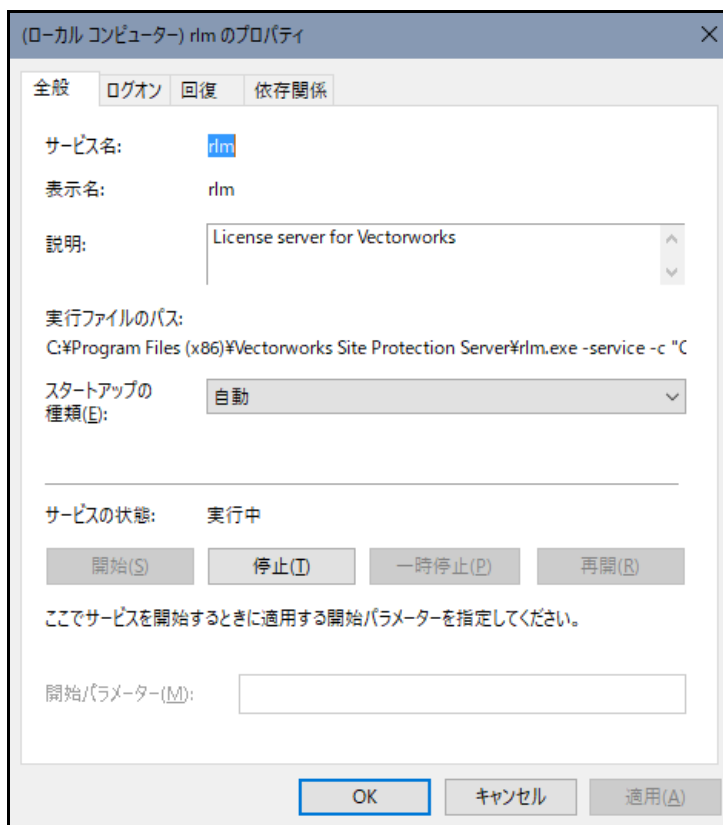 (ローカル コンピューター) rlm のプロパティ
全般 ログオン 回復 依存関係
サービス名: rlm
表示名: rlm
説明: License server for Vectorworks
実行ファイルのパス:
C:¥Program Files (x86)¥Vectorworks Site Protection Server¥rlm.exe -service -c "C
スタートアップの
種類(E): 自動
サービスの状態: 実行中
開始(S) 停止(T) 一時停止(P) 再開(R)
ここでサービスを開始するときに適用する開始パラメーターを指定してください。
開始パラメーター(M):
OK キャンセル 適用(A)